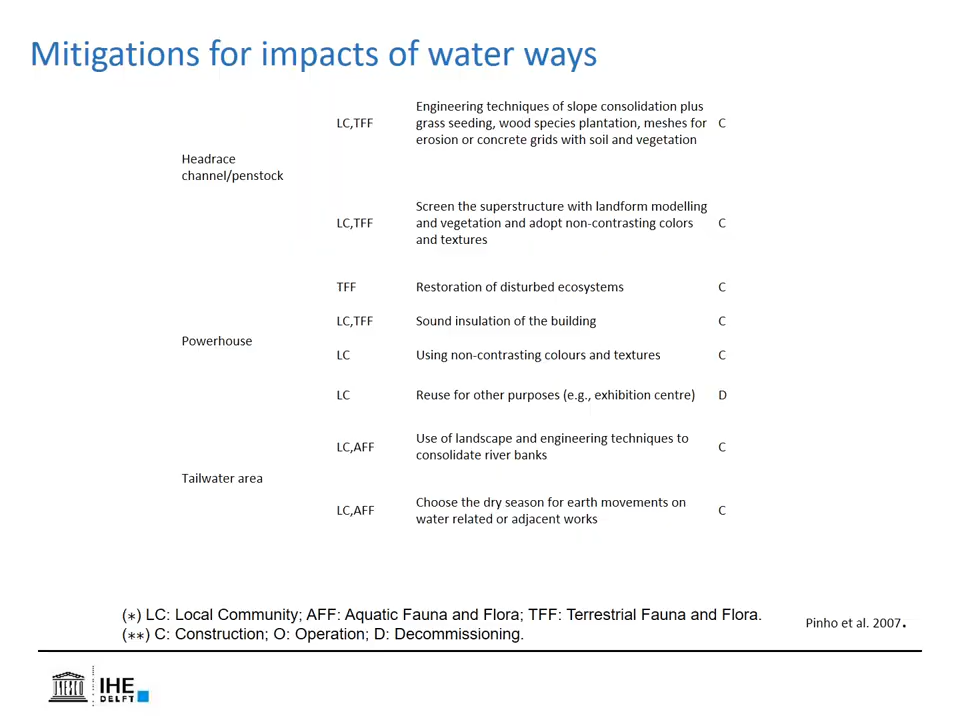 Mitigations for impacts of water ways
Engineering techniques of slope consolidation plus
LC,TFF grass seeding, wood species plantation, meshes for C
erosion or concrete grids with soil and vegetation
Headrace
channel/penstock
Screen the superstructure with landform modelling
LC,TFF and vegetation and adopt non-contrasting colors C
and textures
TFF Restoration of disturbed ecosystems C
LC,TFF Sound insulation of the building C
Powerhouse
LC Using non-contrasting colours and textures C
LC Reuse for other purposes (e.g., exhibition centre) D
Use of landscape and engineering techniques to
LC,AFF C
consolidate river banks
Tailwater area
Choose the dry season for earth movements on
LC,AFF C
water related or adjacent works
(*) LC: Local Community; AFF: Aquatic Fauna and Flora; TFF: Terrestrial Fauna and Flora.
(**) C: Construction; O: Operation; D: Decommissioning.
Pinho et al. 2007.
UNESCO
IHE
DELFT